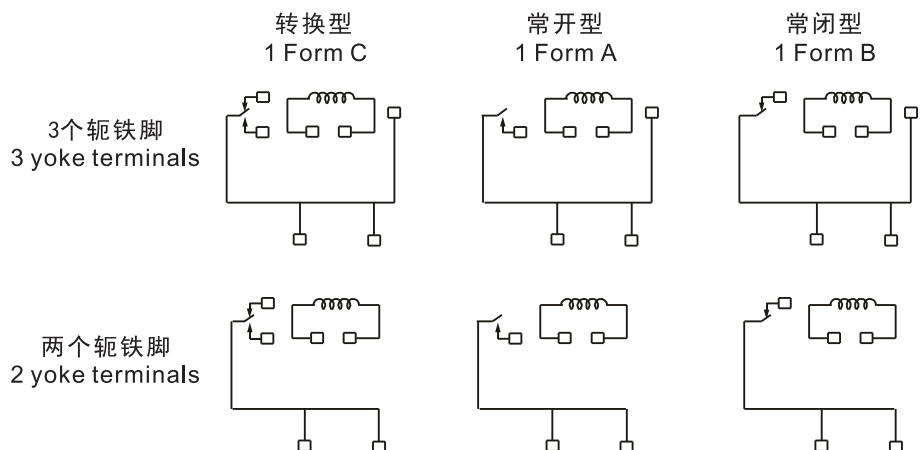 转换型
1 Form C
常开型
1 Form A
常闭型
1 Form B
3个轭铁脚
3 yoke terminals
两个轭铁脚
2 yoke terminals